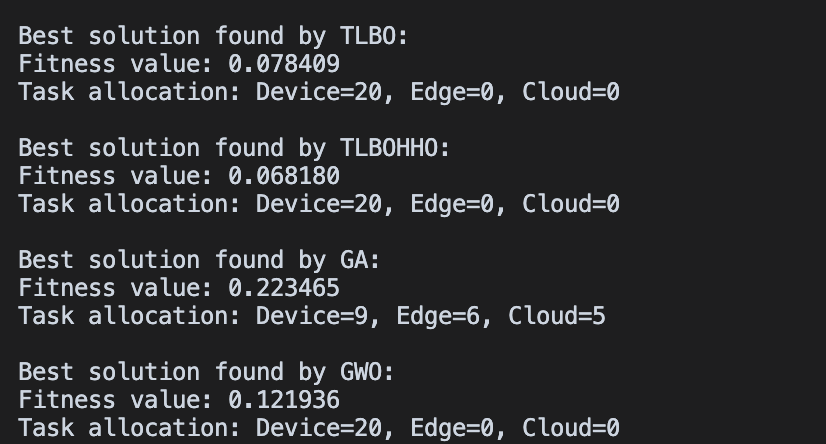 Best solution found by TLBO:
Fitness value: 0.078409
Task allocation: Device=20, Edge=0, Cloud=0
Best solution found by TLBOHHO:
Fitness value: 0.068180
Task allocation: Device=20, Edge=0, Cloud=0
Best solution found by GA:
Fitness value: 0.223465
Task allocation: Device=9, Edge=6, Cloud=5
Best solution found by GWO:
Fitness value: 0.121936
Task allocation: Device=20, Edge=0, Cloud=0